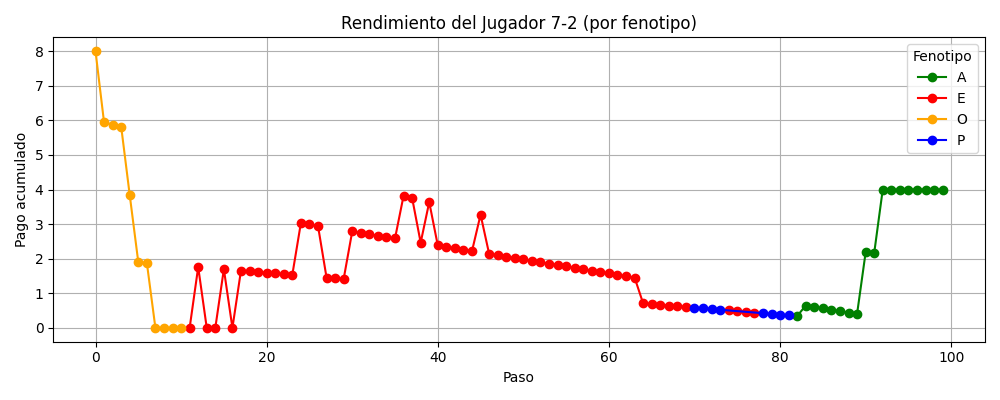 Rendimiento del Jugador 7-2 (por fenotipo)
Pago acumulado
8
7
6
5
4
3
2
1
0
Fenotipo
A
E
O
P
0 20 40 60 80 100
Paso